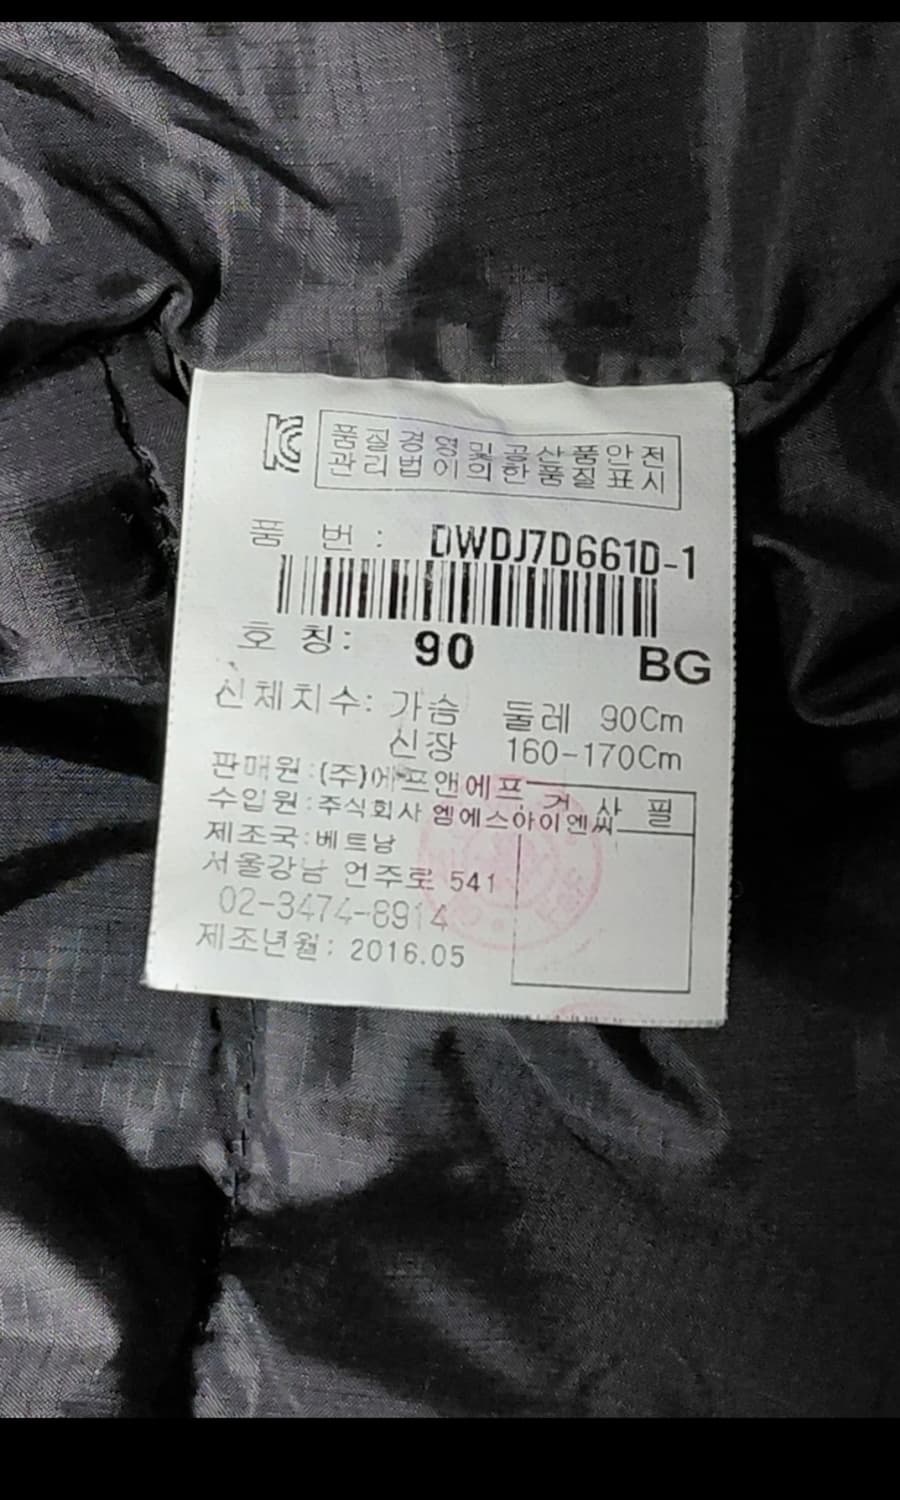 품질경영및공산품안전
관리법에의한품질표시
품 번 : DWDJ7D661D-1
호 칭: 90 BG
신체치수: 가슴 둘레 90Cm
신장 160-170Cm
판매원:(주)에프앤에프
검 사 필
수입원:주식회사 엠에스아이엔씨
제조국:베트남
서울강남 언주로 541
02-3474-8914
제조년월: 2016.05